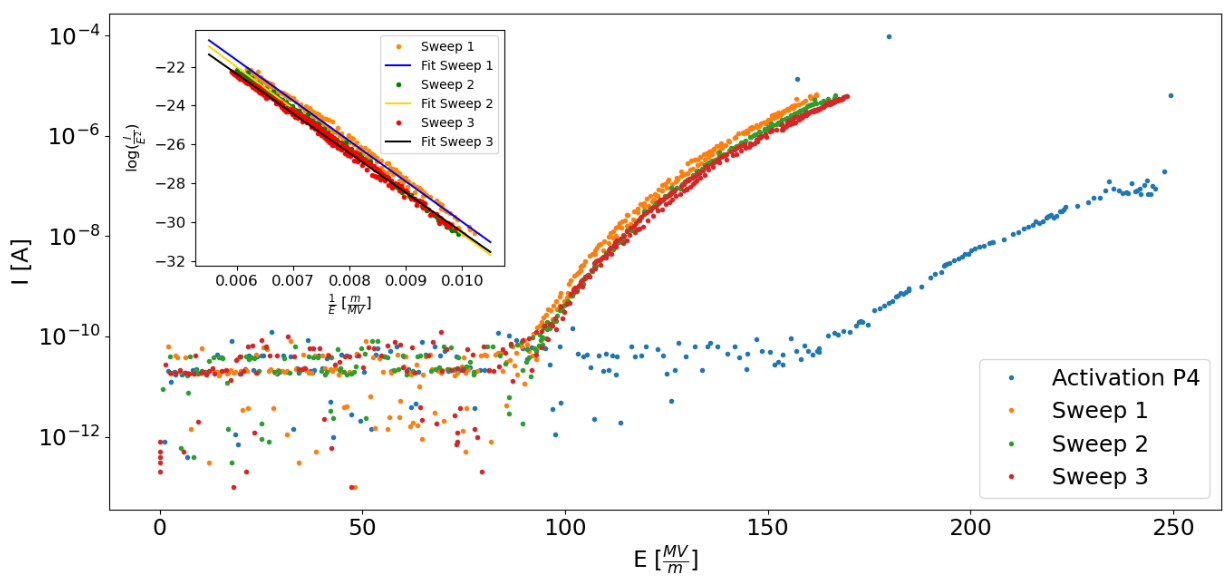 10⁻⁴
10⁻⁶
10⁻⁸
10⁻¹⁰
10⁻¹²
I [A]
0 50 100 150 200 250
E [MV/m]
−22
−24
−26
−28
−30
−32
log(I/E²)
0.006 0.007 0.008 0.009 0.010
1/E [m/MV]
Sweep 1
Fit Sweep 1
Sweep 2
Fit Sweep 2
Sweep 3
Fit Sweep 3
Activation P4
Sweep 1
Sweep 2
Sweep 3